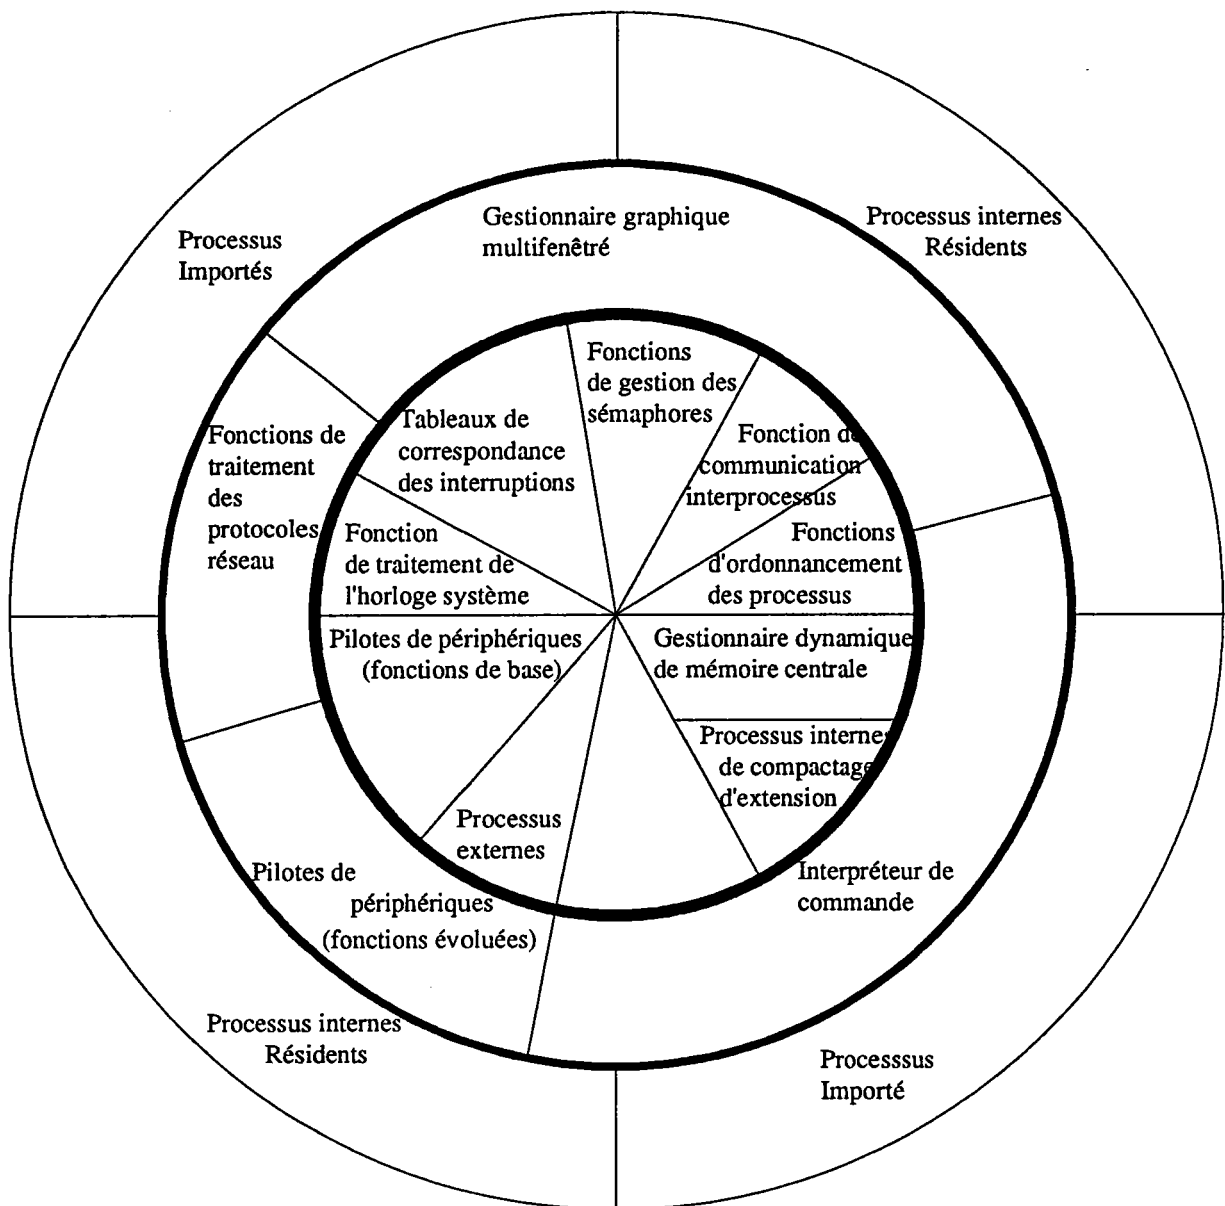 Gestionnaire graphique
multifenêtré
Processus internes
Résidents
Processus
Importés
Fonctions
de gestion des
sémaphores
Tableaux de
correspondance
des interruptions
Fonction de
communication
interprocessus
Fonctions de
traitement
des
protocoles
réseau
Fonction
de traitement de
l'horloge système
Fonctions
d'ordonnancement
des processus
Pilotes de périphériques
(fonctions de base)
Gestionnaire dynamique
de mémoire centrale
Processus internes
de compactage
d'extension
Processus
externes
Pilotes de
périphériques
(fonctions évoluées)
Interpréteur de
commande
Processus internes
Résidents
Processsus
Importé